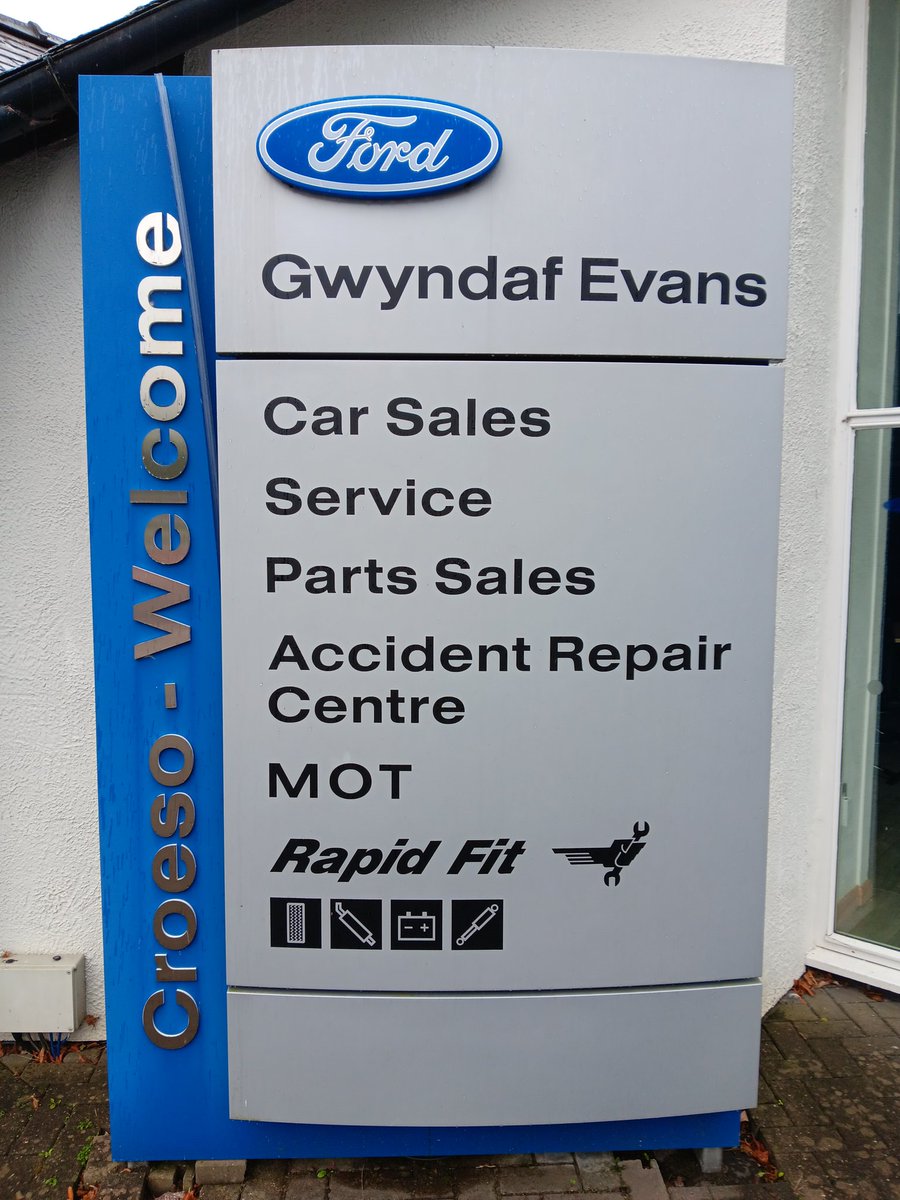 Ford
Gwyndaf Evans
Croeso - Welcome
Car Sales
Service
Parts Sales
Accident Repair
Centre
MOT
Rapid Fit